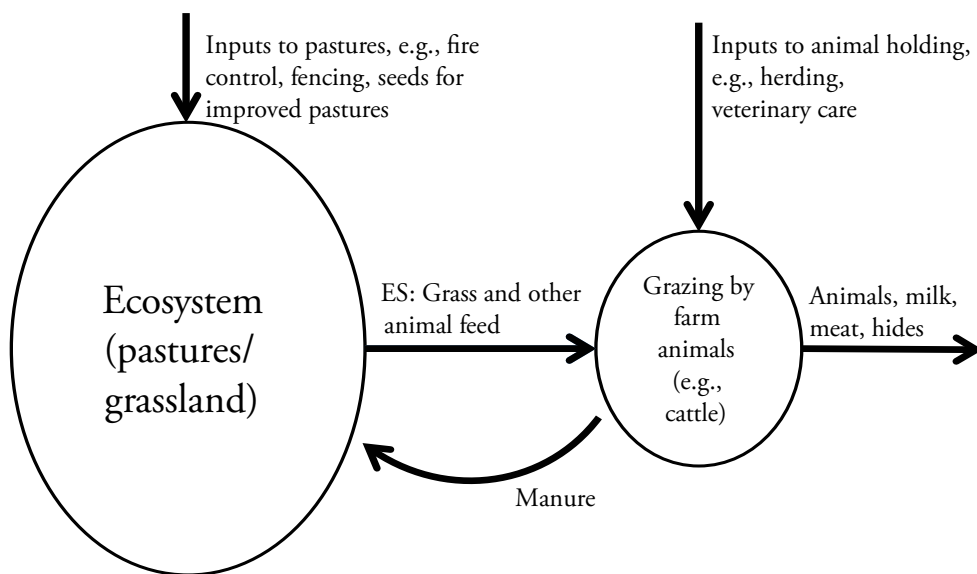 Inputs to pastures, e.g., fire
control, fencing, seeds for
improved pastures
Inputs to animal holding,
e.g., herding,
veterinary care
Ecosystem
(pastures/
grassland)
ES: Grass and other
animal feed
Grazing by
farm
animals
(e.g.,
cattle)
Animals, milk,
meat, hides
Manure